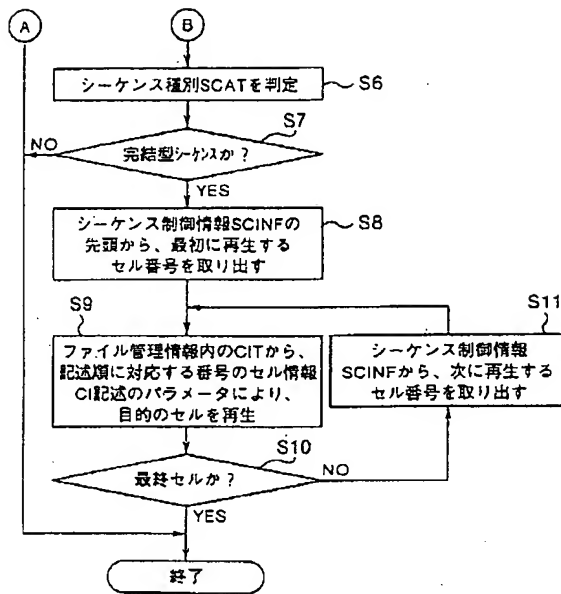 A
B
シーケンス種別SCATを判定
S6
S7
NO
完結型シーケンスか?
YES
シーケンス制御情報SCINFの
先頭から、最初に再生する
セル番号を取り出す
S8
S9
ファイル管理情報内のCITから、
記述順に対応する番号のセル情報
CI記述のパラメータにより、
目的のセルを再生
S11
シーケンス制御情報
SCINFから、次に再生する
セル番号を取り出す
S10
最終セルか?
NO
YES
終了